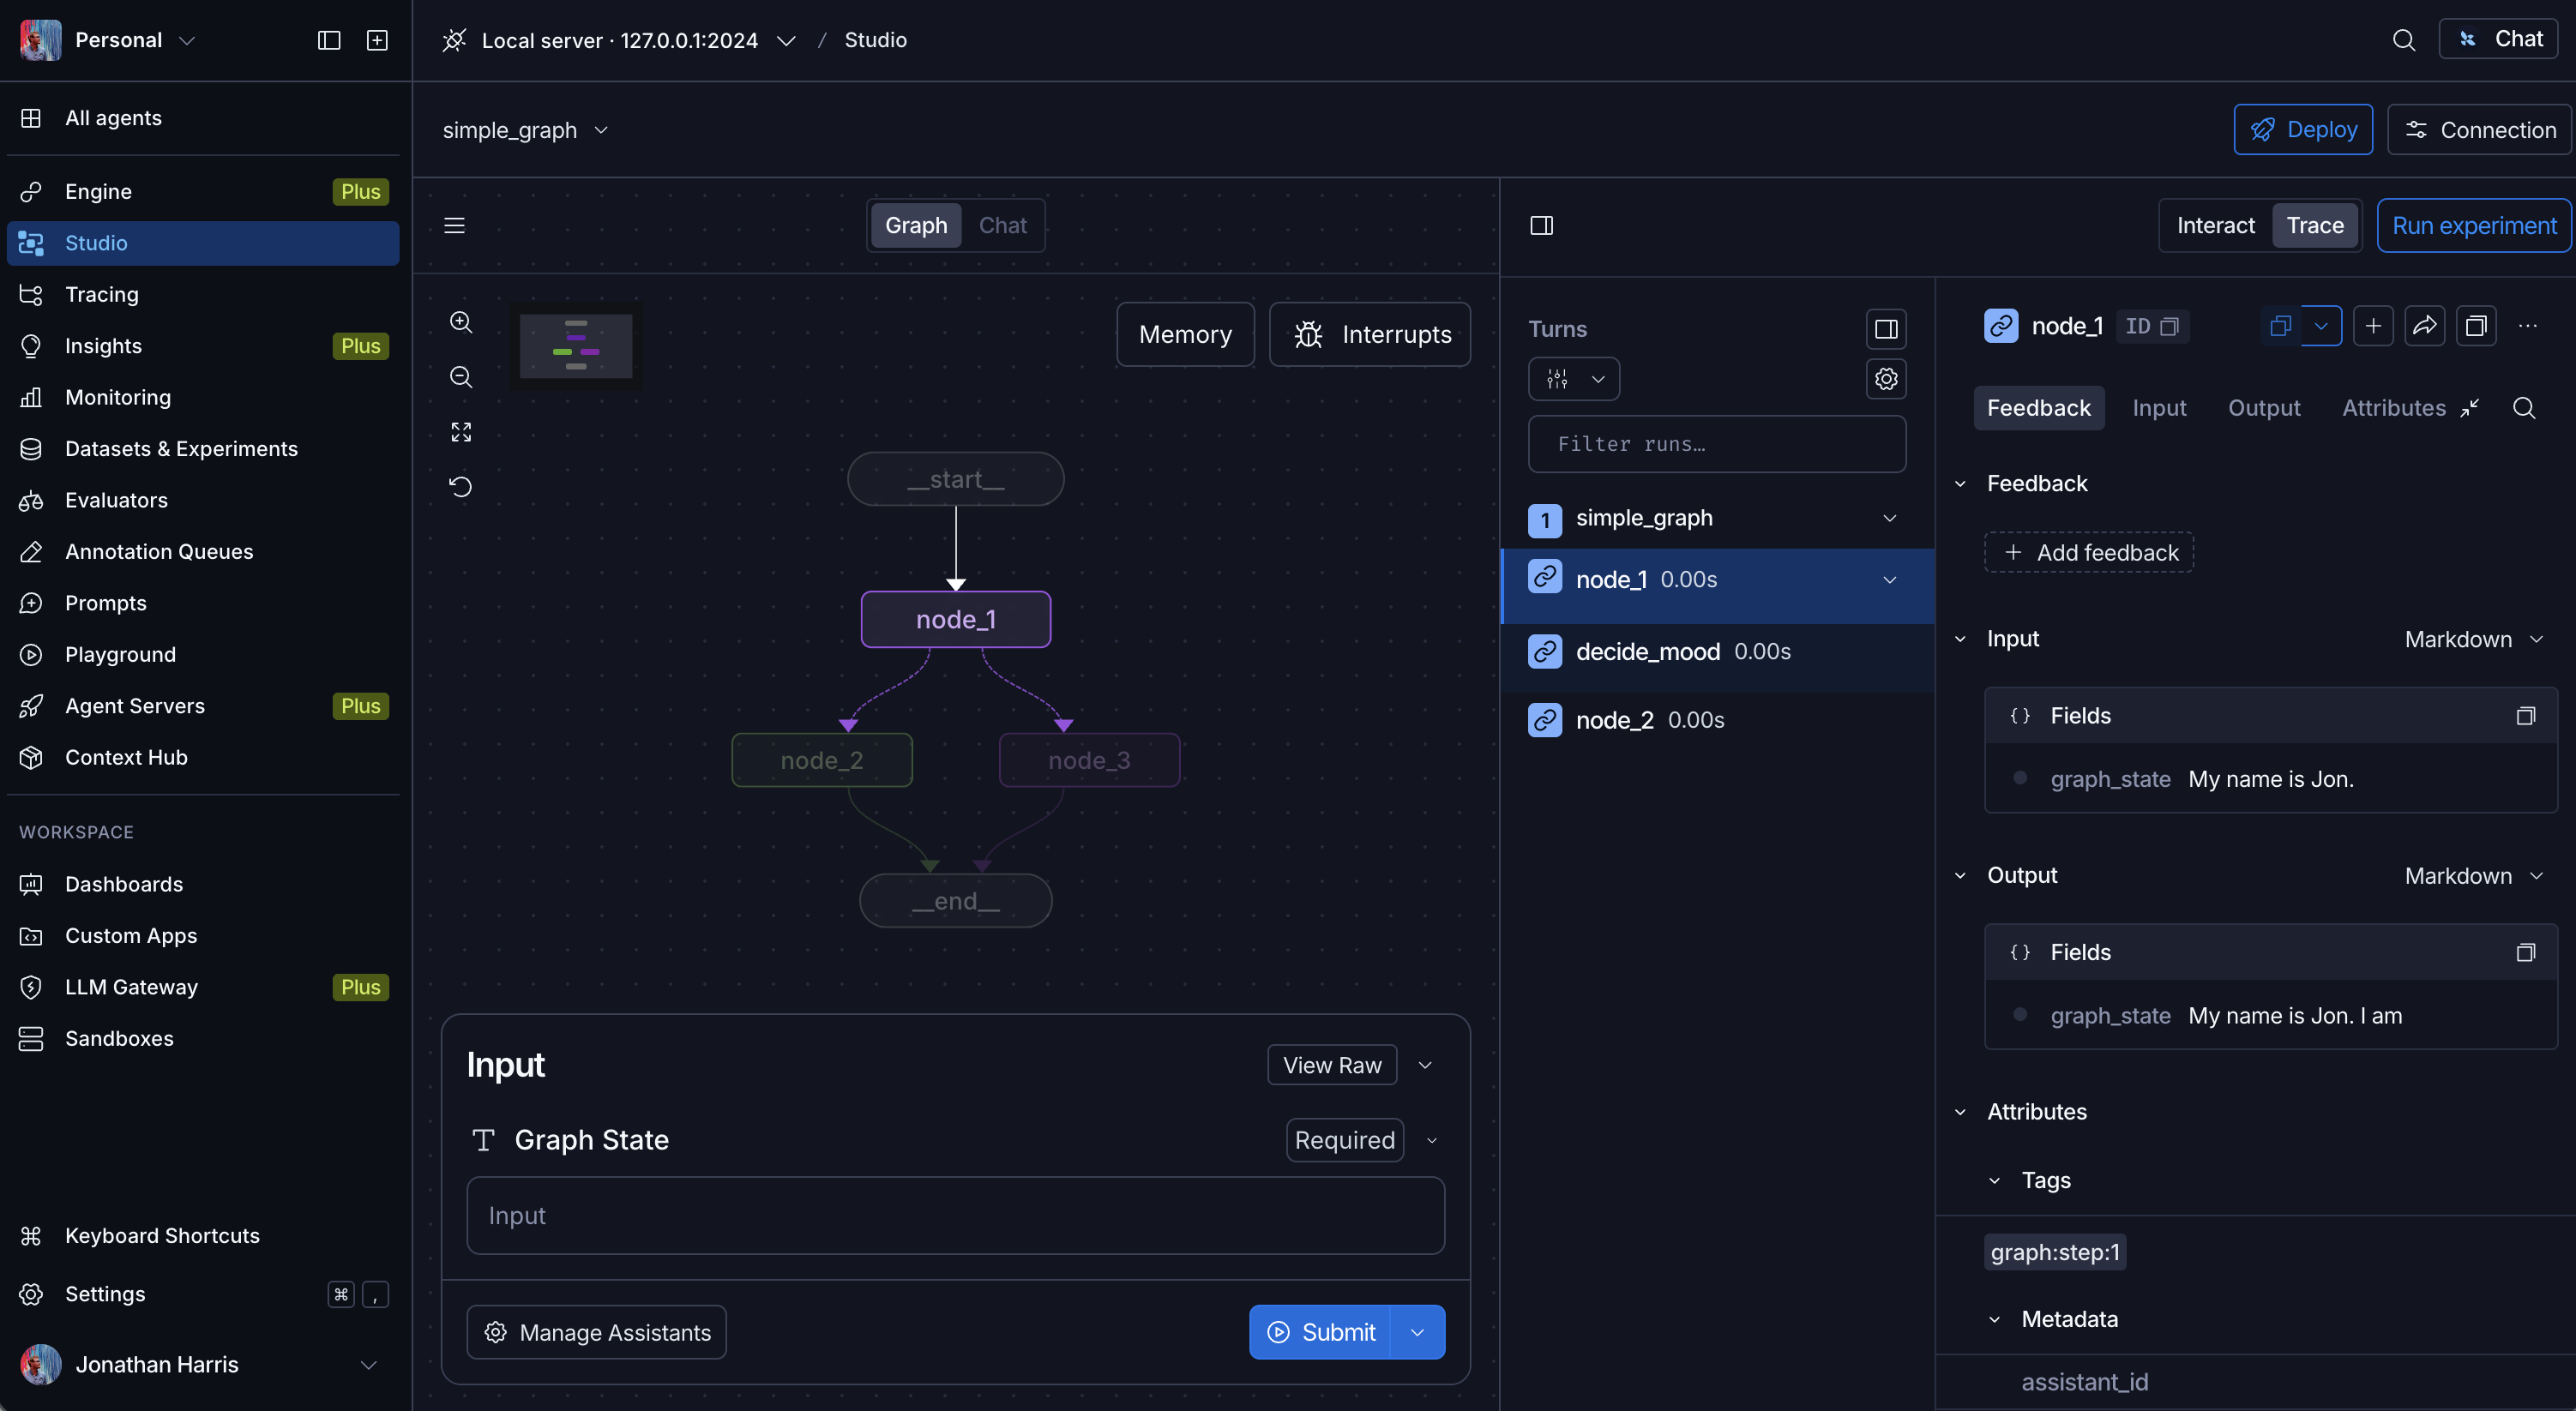 Personal
Local server · 127.0.0.1:2024 / Studio
Chat
All agents
Engine Plus
Studio
Tracing
Insights Plus
Monitoring
Datasets & Experiments
Evaluators
Annotation Queues
Prompts
Playground
Agent Servers Plus
Context Hub
WORKSPACE
Dashboards
Custom Apps
LLM Gateway Plus
Sandboxes
Keyboard Shortcuts
Settings ⌘ ,
Jonathan Harris
simple_graph
Deploy
Connection
Graph Chat
Memory
Interrupts
__start__
node_1
node_2
node_3
__end__
Input
View Raw
Graph State
Required
Input
Manage Assistants
Submit
Interact Trace
Run experiment
Turns
Filter runs…
1 simple_graph
node_1 0.00s
decide_mood 0.00s
node_2 0.00s
node_1 ID
Feedback Input Output Attributes
Feedback
+ Add feedback
Input Markdown
{} Fields
graph_state My name is Jon.
Output Markdown
{} Fields
graph_state My name is Jon. I am
Attributes
Tags
graph:step:1
Metadata
assistant_id